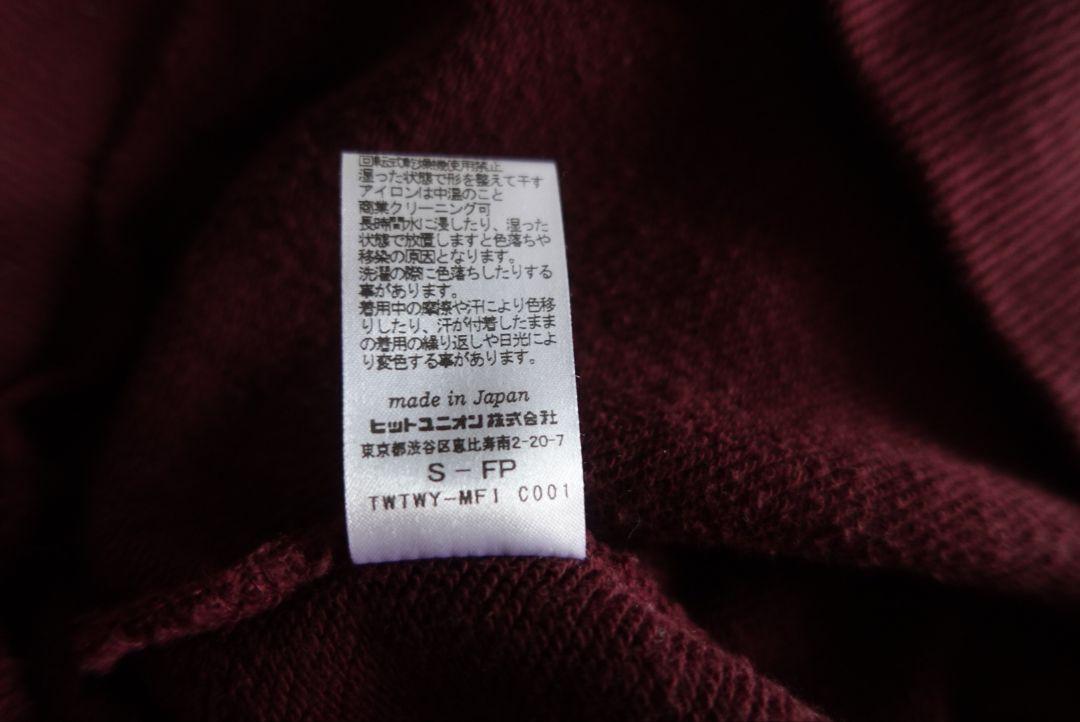 回転式乾燥機使用禁止
湿った状態で形を整えて干す
アイロンは中温のこと
商業クリーニング可
長時間水に浸したり、湿った
状態で放置しますと色落ちや
移染の原因となります。
洗濯の際に色落ちしたりする
事があります。
着用中の摩擦や汗により色移
りしたり、汗が付着したまま
の着用の繰り返しや日光によ
り変色する事があります。
made in Japan
ヒットユニオン株式会社
東京都渋谷区恵比寿南2-20-7
S - FP
TWTWY-MFI C001